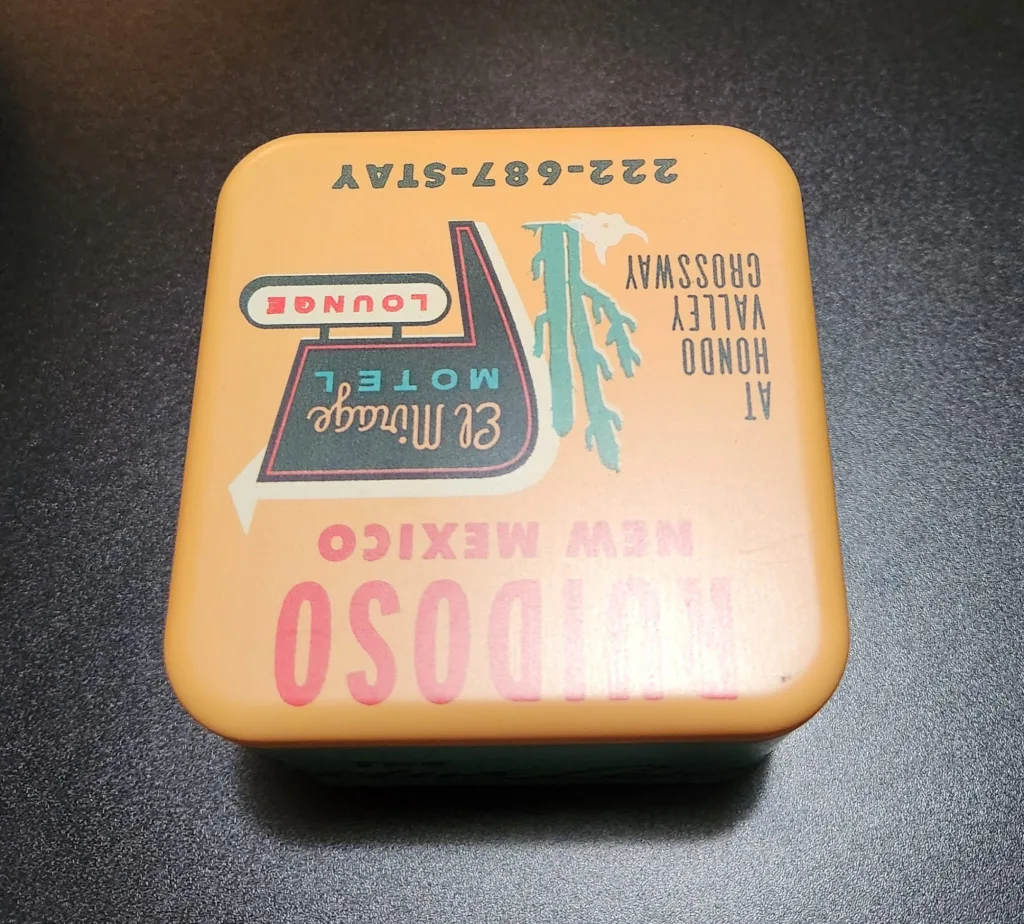 RUIDOSO
NEW MEXICO
AT
HONDO
VALLEY
CROSSWAY
El Mirage
MOTEL
LOUNGE
222-687-STAY